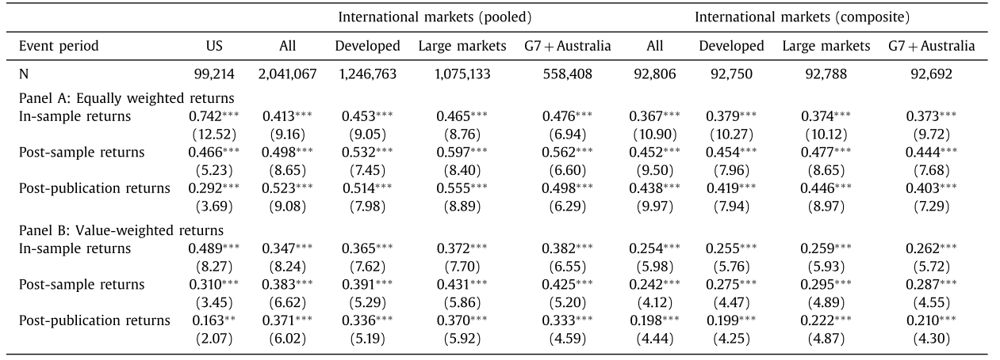 International markets (pooled) International markets (composite)
Event period US All Developed Large markets G7 + Australia All Developed Large markets G7 + Australia
N 99,214 2,041,067 1,246,763 1,075,133 558,408 92,806 92,750 92,788 92,692
Panel A: Equally weighted returns
In-sample returns 0.742*** 0.413*** 0.453*** 0.465*** 0.476*** 0.367*** 0.379*** 0.374*** 0.373***
(12.52) (9.16) (9.05) (8.76) (6.94) (10.90) (10.27) (10.12) (9.72)
Post-sample returns 0.466*** 0.498*** 0.532*** 0.597*** 0.562*** 0.452*** 0.454*** 0.477*** 0.444***
(5.23) (8.65) (7.45) (8.40) (6.60) (9.50) (7.96) (8.65) (7.68)
Post-publication returns 0.292*** 0.523*** 0.514*** 0.555*** 0.498*** 0.438*** 0.419*** 0.446*** 0.403***
(3.69) (9.08) (7.98) (8.89) (6.29) (9.97) (7.94) (8.97) (7.29)
Panel B: Value-weighted returns
In-sample returns 0.489*** 0.347*** 0.365*** 0.372*** 0.382*** 0.254*** 0.255*** 0.259*** 0.262***
(8.27) (8.24) (7.62) (7.70) (6.55) (5.98) (5.76) (5.93) (5.72)
Post-sample returns 0.310*** 0.383*** 0.391*** 0.431*** 0.425*** 0.242*** 0.275*** 0.295*** 0.287***
(3.45) (6.62) (5.29) (5.86) (5.20) (4.12) (4.47) (4.89) (4.55)
Post-publication returns 0.163** 0.371*** 0.336*** 0.370*** 0.333*** 0.198*** 0.199*** 0.222*** 0.210***
(2.07) (6.02) (5.19) (5.92) (4.59) (4.44) (4.25) (4.87) (4.30)